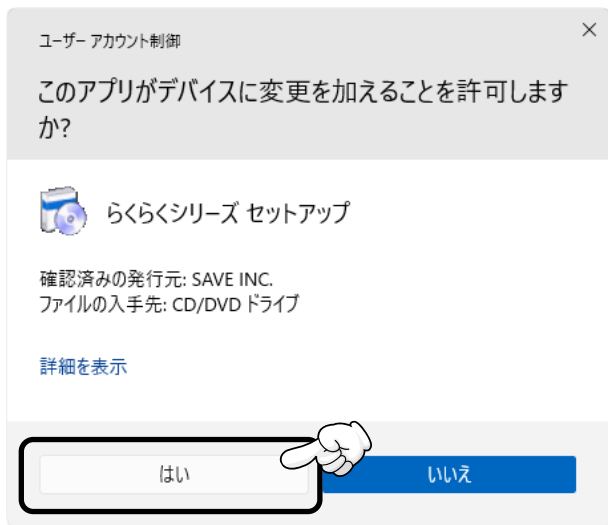 ユーザー アカウント制御
このアプリがデバイスに変更を加えることを許可します
か?
らくらくシリーズ セットアップ
確認済みの発行元: SAVE INC.
ファイルの入手先: CD/DVD ドライブ
詳細を表示
はい
いいえ